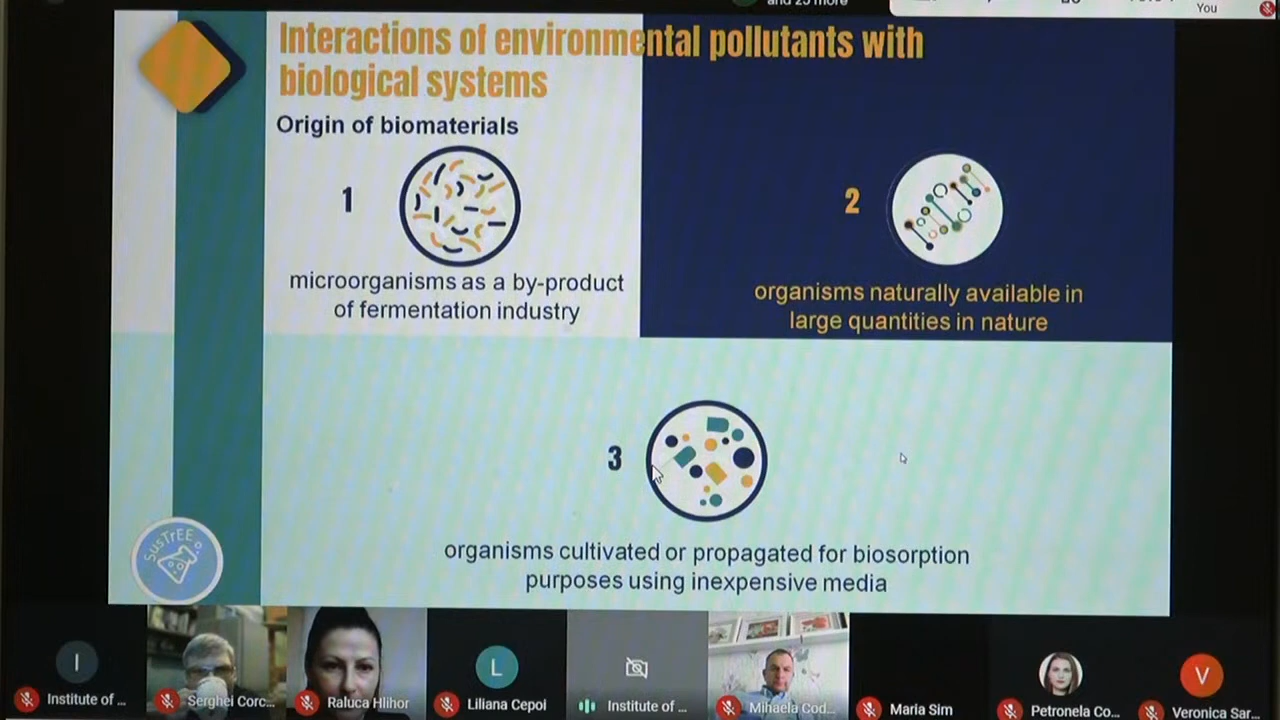 and 25 more
You
Interactions of environmental pollutants with
biological systems
Origin of biomaterials
1
microorganisms as a by-product
of fermentation industry
2
organisms naturally available in
large quantities in nature
3
organisms cultivated or propagated for biosorption
purposes using inexpensive media
SusTrEE
I
Institute of ...
Serghei Corc...
Raluca Hlihor
L
Liliana Cepoi
Institute of ...
Mihaela Cod...
Maria Sim
Petronela Co...
V
Veronica Sar...